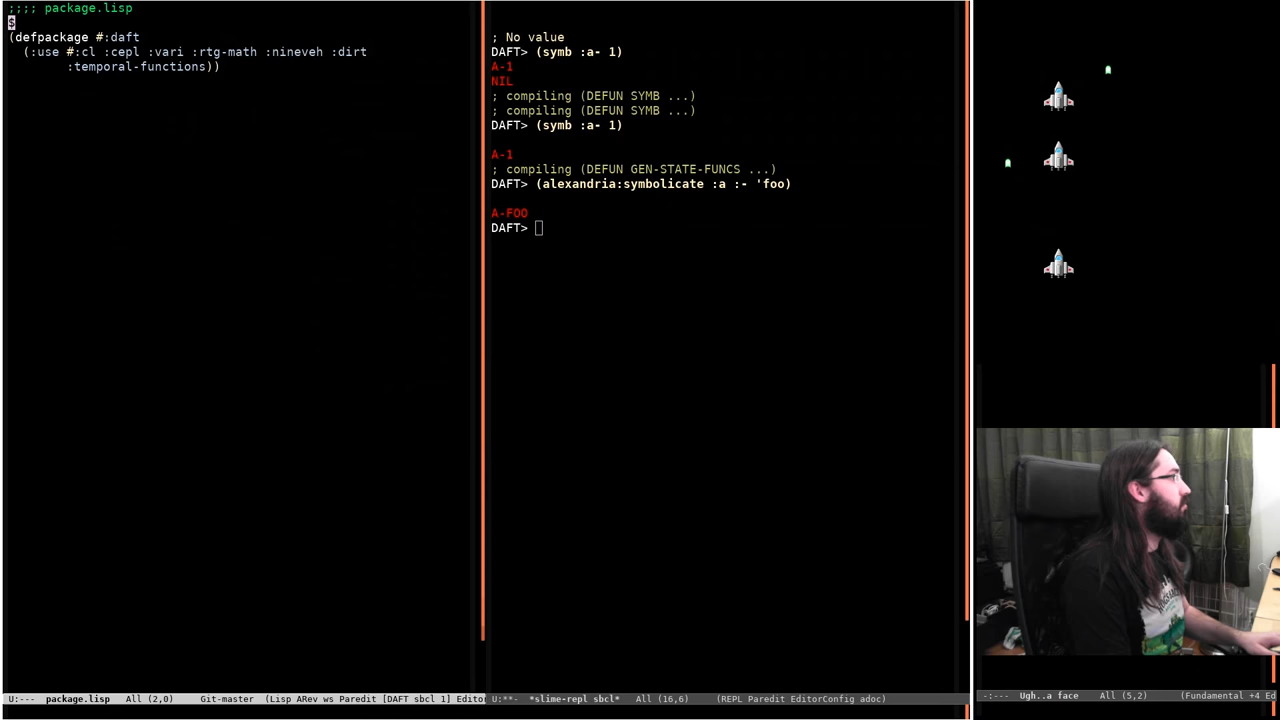 ;;;; package.lisp
$
(defpackage #:daft
(:use #:cl :cepl :vari :rtg-math :nineveh :dirt
:temporal-functions))
; No value
DAFT> (symb :a- 1)
A-1
NIL
; compiling (DEFUN SYMB ...)
; compiling (DEFUN SYMB ...)
DAFT> (symb :a- 1)
A-1
; compiling (DEFUN GEN-STATE-FUNCS ...)
DAFT> (alexandria:symbolicate :a :- 'foo)
A-FOO
DAFT>
U:--- package.lisp All (2,0) Git-master (Lisp ARev ws Paredit [DAFT sbcl 1] Editor
U:**- *slime-repl sbcl* All (16,6) (REPL Paredit EditorConfig adoc)
-:--- Ugh..a face All (5,2) (Fundamental +4 Ed